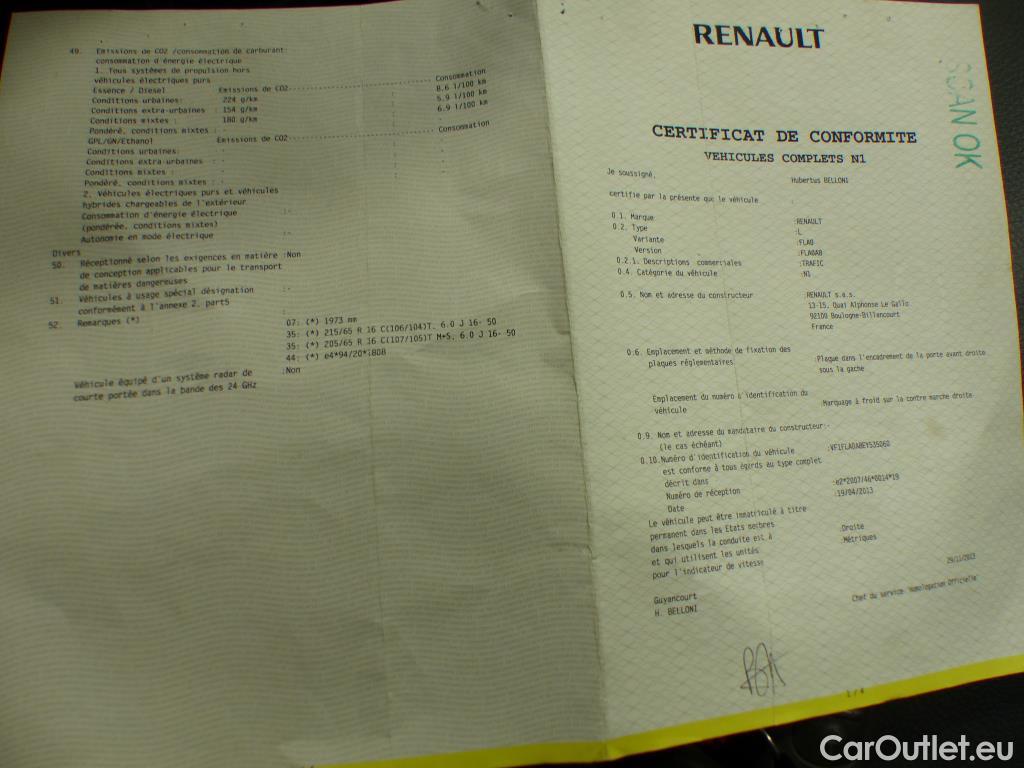 49. Emissions de CO2 /consommation de carburant
consommation d'énergie électrique
1. Tous systèmes de propulsion hors
véhicules électriques purs
Essence / Diesel Emissions de CO2 Consommation
Conditions urbaines: 224 g/km 8.6 l/100 km
Conditions extra-urbaines : 154 g/km 5.9 l/100 km
Conditions mixtes : 180 g/km 6.9 l/100 km
Pondéré, conditions mixtes : -
GPL/GN/Ethanol Emissions de CO2 Consommation
Conditions urbaines: -
Conditions extra-urbaines : -
Conditions mixtes : -
Pondéré, conditions mixtes : -
2. Véhicules électriques purs et véhicules
hybrides chargeables de l'extérieur
Consommation d'énergie électrique :-
(pondérée, conditions mixtes)
Autonomie en mode électrique :-
Divers
50. Réceptionné selon les exigences en matière :Non
de conception applicables pour le transport
de matières dangereuses
51. Véhicules à usage spécial désignation :-
conformément à l'annexe 2, part5
52. Remarques (*) :
07: (*) 1973 mm
35: (*) 215/65 R 16 C(106/104)T, 6.0 J 16- 50
35: (*) 205/65 R 16 C(107/105)T M+S, 6.0 J 16- 50
44: (*) e4*94/20*1808
Véhicule équipé d'un système radar de :Non
courte portée dans la bande des 24 GHz
RENAULT
SCAN OK
CERTIFICAT DE CONFORMITE
VEHICULES COMPLETS N1
Je soussigné, Hubertus BELLONI
certifie par la présente que le véhicule :
0.1. Marque :RENAULT
0.2. Type :L
Variante :FLA0
Version :FLA0AB
0.2.1. Descriptions commerciales :TRAFIC
0.4. Catégorie du véhicule :N1
0.5. Nom et adresse du constructeur :RENAULT s.a.s.
13-15, Quai Alphonse Le Gallo
92100 Boulogne-Billancourt
France
0.6. Emplacement et méthode de fixation des :Plaque dans l'encadrement de la porte avant droite
plaques réglementaires sous la gache
Emplacement du numéro d'identification du :Marquage à froid sur la contre marche droite
véhicule
0.9. Nom et adresse du mandataire du constructeur:-
(le cas échéant)
0.10.Numéro d'identification du véhicule :VF1FLA0ABEY535060
est conforme à tous égards au type complet
décrit dans
Numéro de réception :e2*2007/46*0014*19
Date :19/04/2013
Le véhicule peut être immatriculé à titre
permanent dans les Etats membres
dans lesquels la conduite est à :Droite
et qui utilisent les unités :Métriques
pour l'indicateur de vitesse
29/11/2013
Guyancourt
H. BELLONI
Chef du service 'Homologation Officielle'
1 / 4
CarOutlet.eu